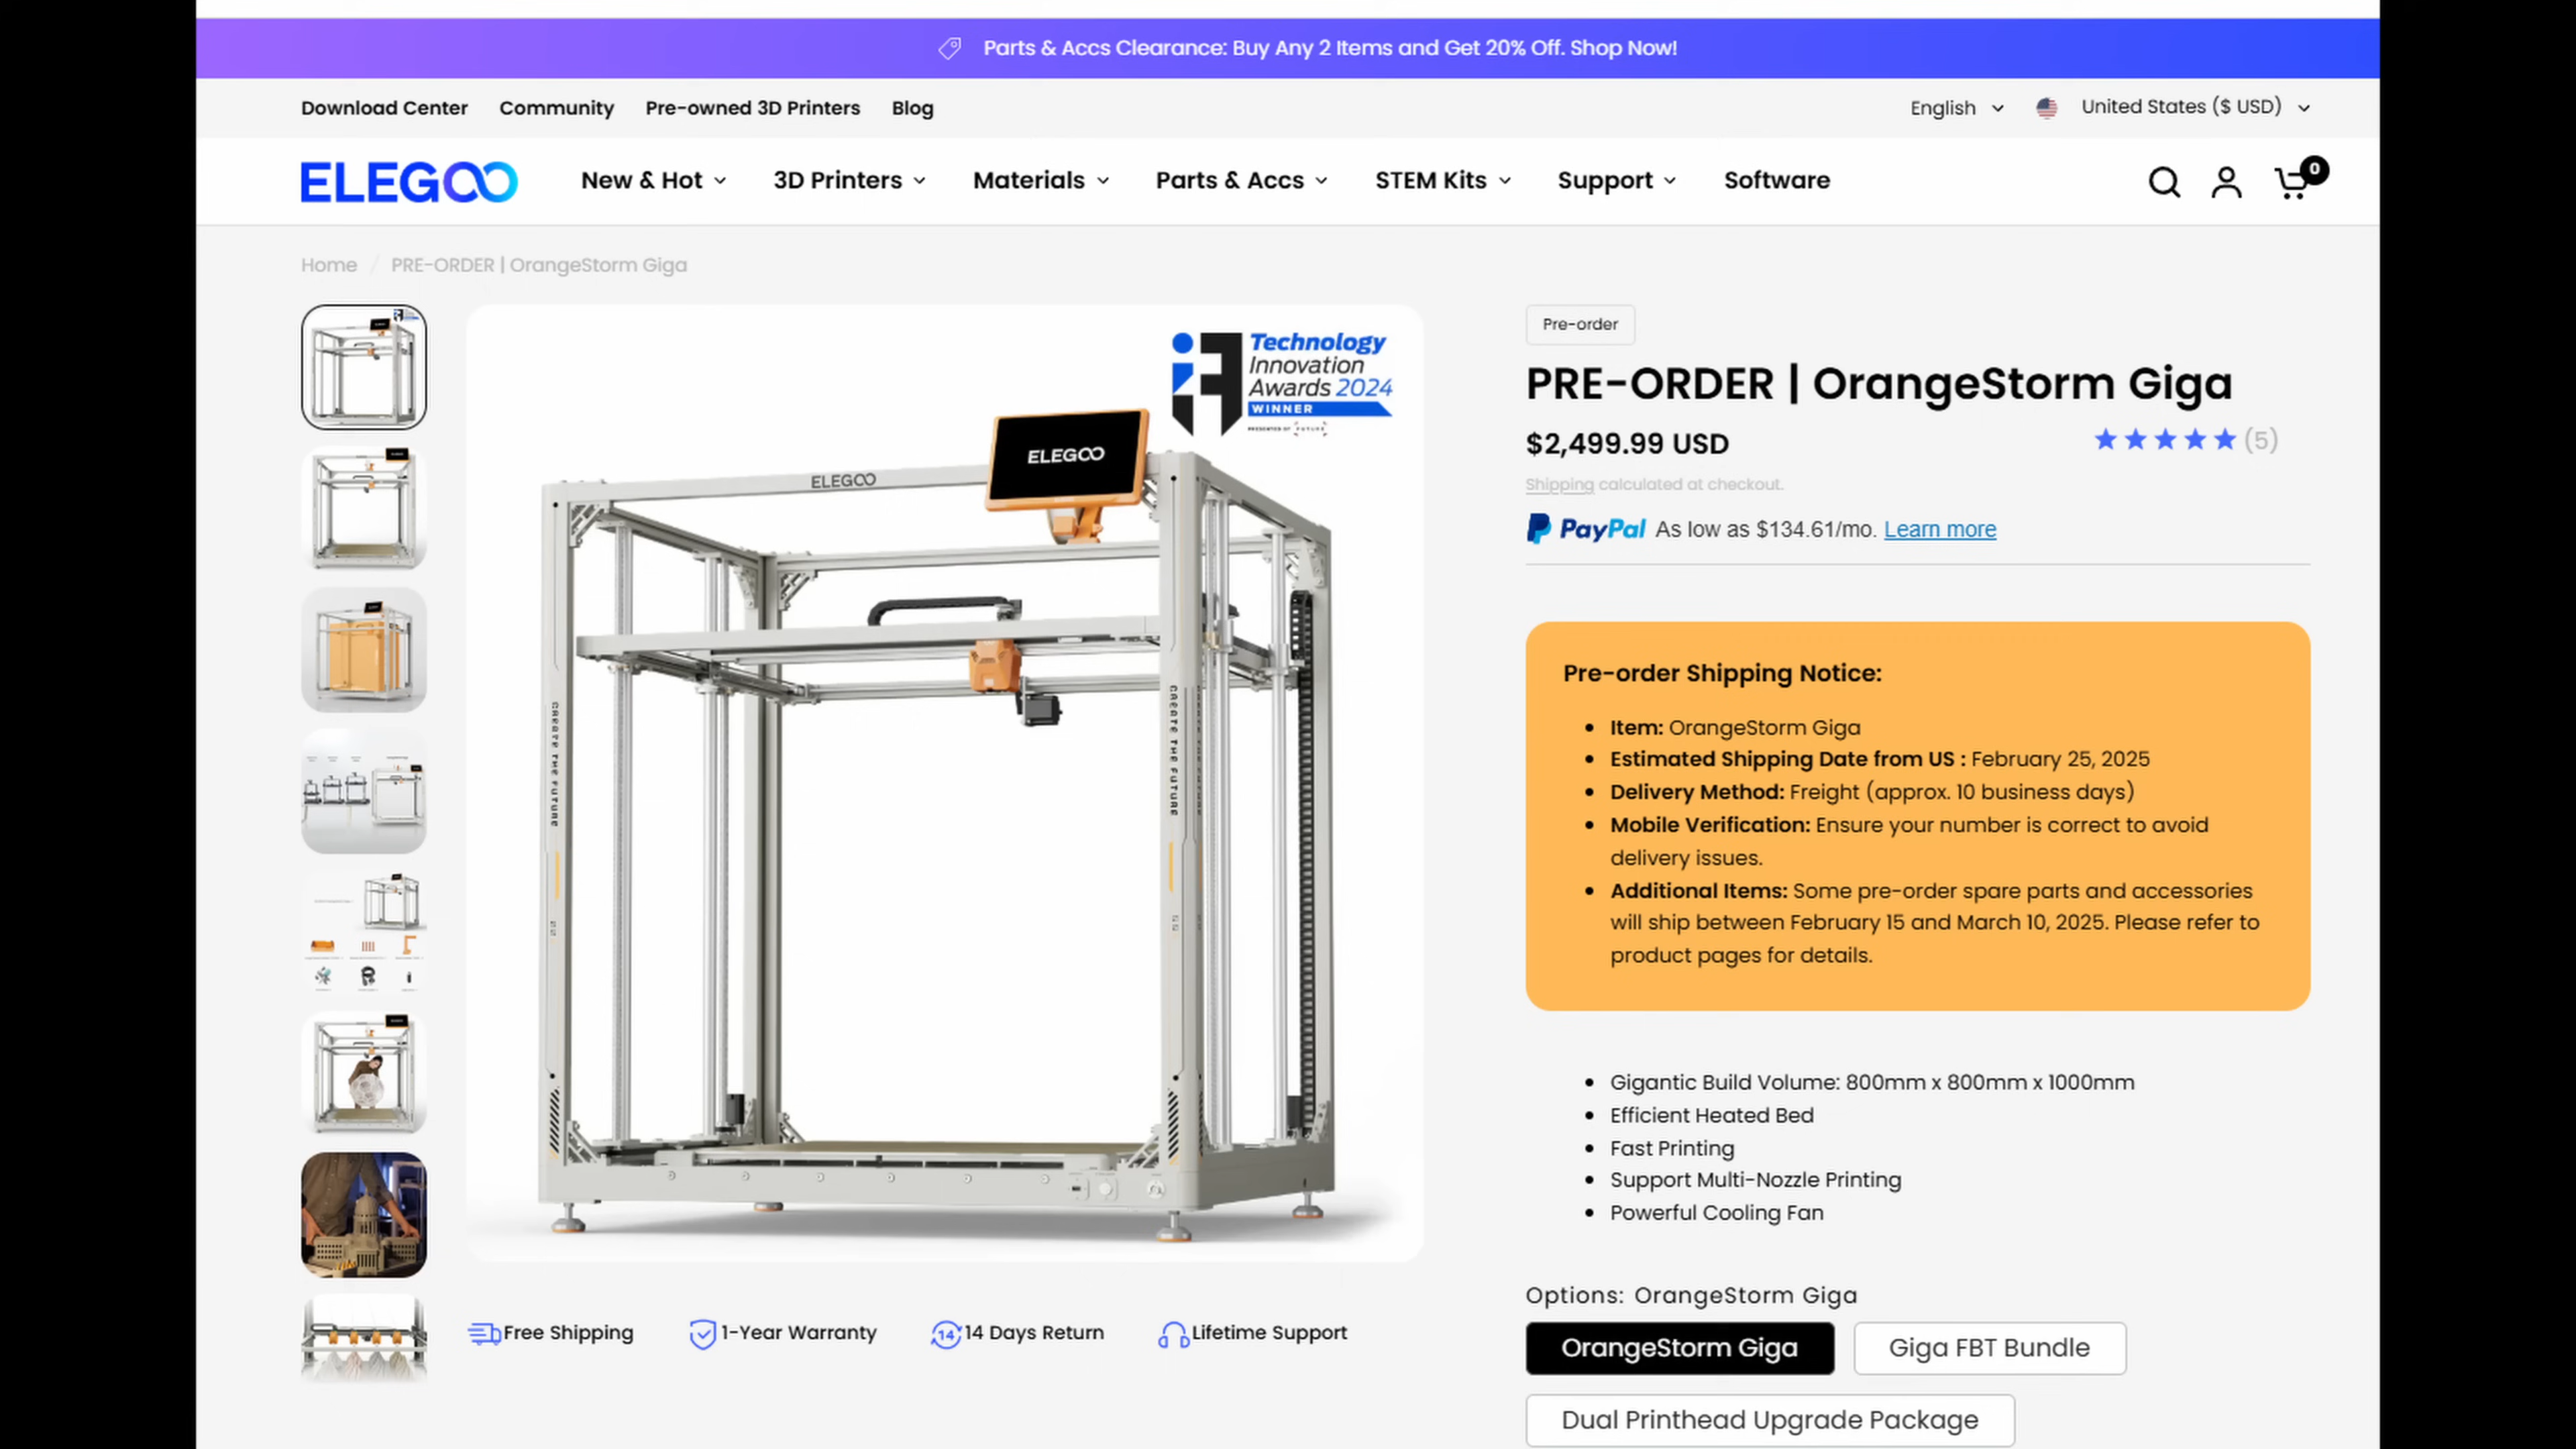 Parts & Accs Clearance: Buy Any 2 Items and Get 20% Off. Shop Now!
Download Center
Community
Pre-owned 3D Printers
Blog
English
United States ($ USD)
ELEGOO
New & Hot
3D Printers
Materials
Parts & Accs
STEM Kits
Support
Software
0
Home / PRE-ORDER | OrangeStorm Giga
Technology
Innovation
Awards 2024
WINNER
PRESENTED BY FUTURE
ELEGOO
ELEGOO
CREATE THE FUTURE
CREATE THE FUTURE
Pre-order
PRE-ORDER | OrangeStorm Giga
$2,499.99 USD
(5)
Shipping calculated at checkout.
PayPal As low as $134.61/mo. Learn more
Pre-order Shipping Notice:
• Item: OrangeStorm Giga
• Estimated Shipping Date from US : February 25, 2025
• Delivery Method: Freight (approx. 10 business days)
• Mobile Verification: Ensure your number is correct to avoid
delivery issues.
• Additional Items: Some pre-order spare parts and accessories
will ship between February 15 and March 10, 2025. Please refer to
product pages for details.
• Gigantic Build Volume: 800mm x 800mm x 1000mm
• Efficient Heated Bed
• Fast Printing
• Support Multi-Nozzle Printing
• Powerful Cooling Fan
Free Shipping
1-Year Warranty
14
14 Days Return
Lifetime Support
Options: OrangeStorm Giga
OrangeStorm Giga
Giga FBT Bundle
Dual Printhead Upgrade Package